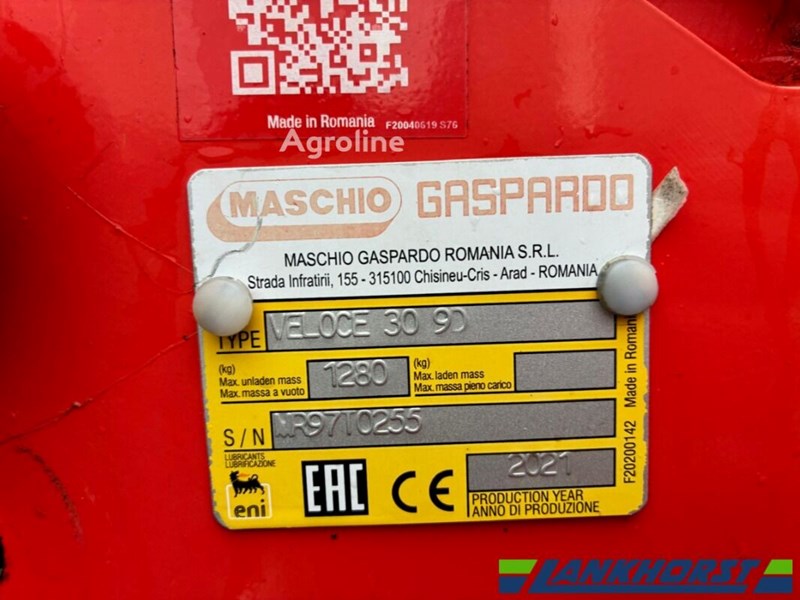 Made in Romania F20040619 S76
Agroline
MASCHIO GASPARDO
MASCHIO GASPARDO ROMANIA S.R.L.
Strada Infratirii, 155 - 315100 Chisineu-Cris - Arad - ROMANIA
TYPE VELOCE 30 9D
(kg)
Max. unladen mass
Max. massa a vuoto
1280
(kg)
Max. laden mass
Max. massa pieno carico
S/N MR97T0255
LUBRICANTS
LUBRIFICAZIONE
eni
EAC CE
2021
PRODUCTION YEAR
ANNO DI PRODUZIONE
F20200142 Made in Romania
LANKHORST